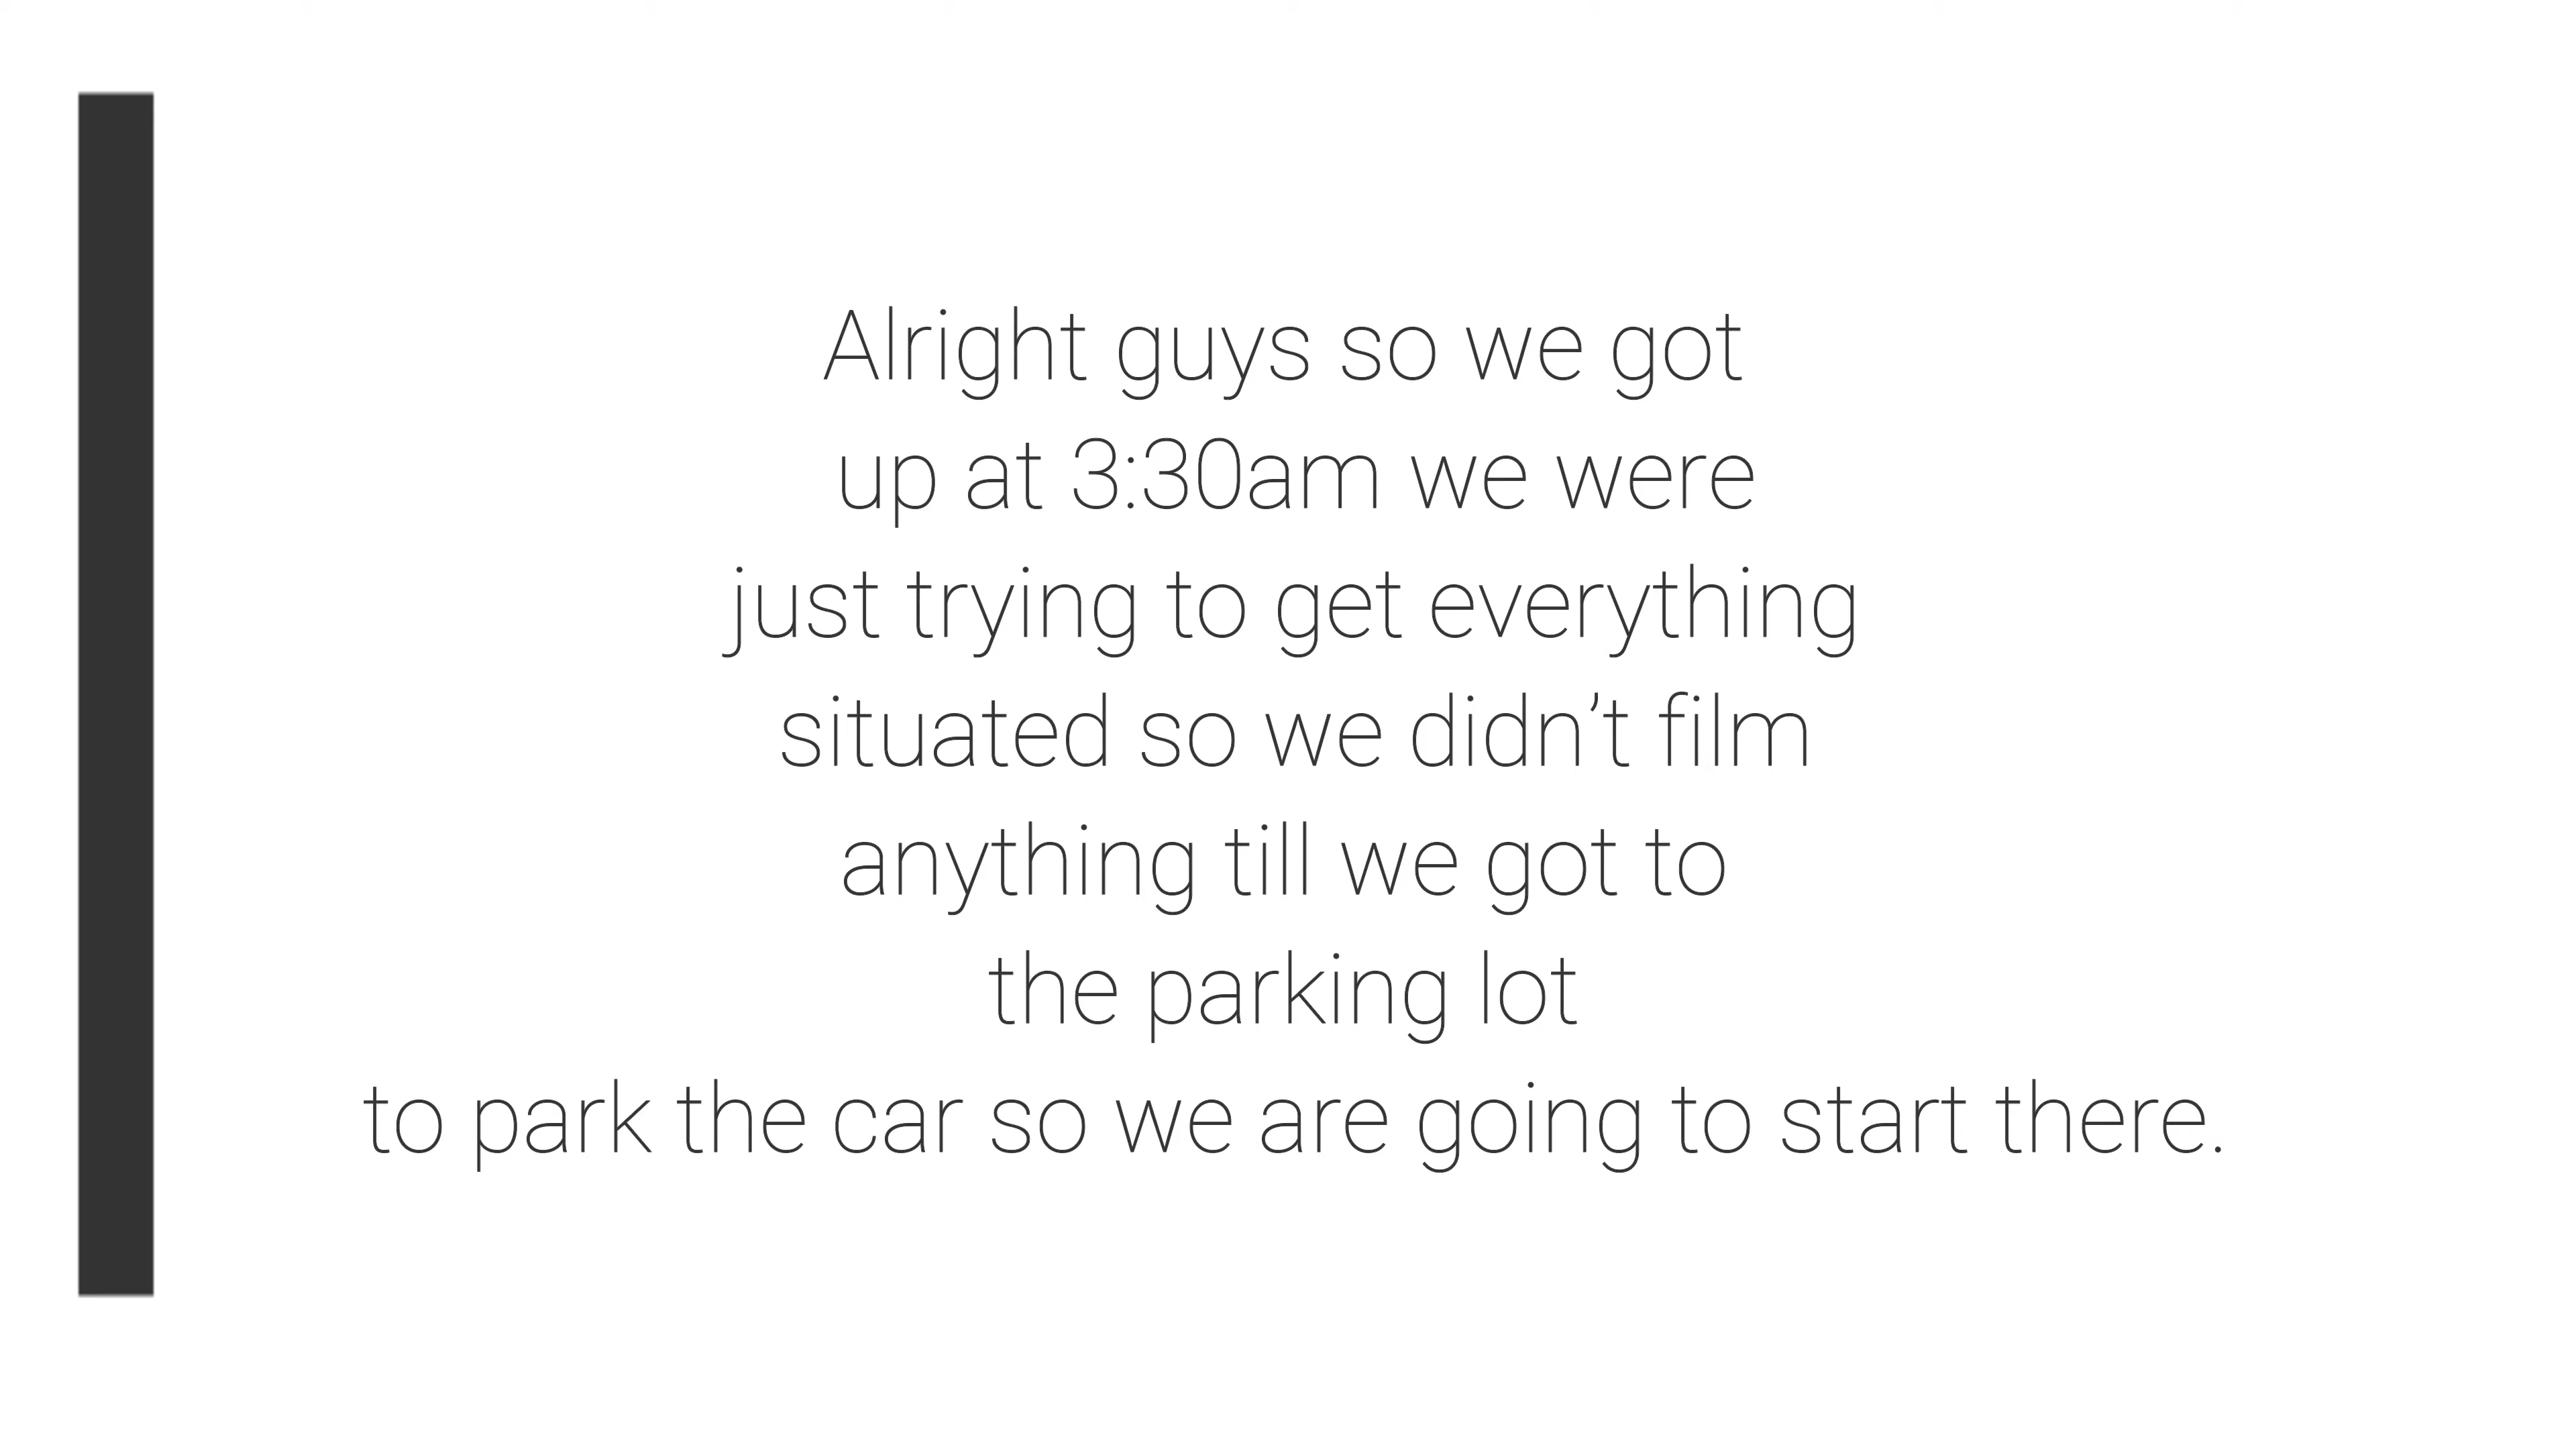 Alright guys so we got
up at 3:30am we were
just trying to get everything
situated so we didn’t film
anything till we got to
the parking lot
to park the car so we are going to start there.